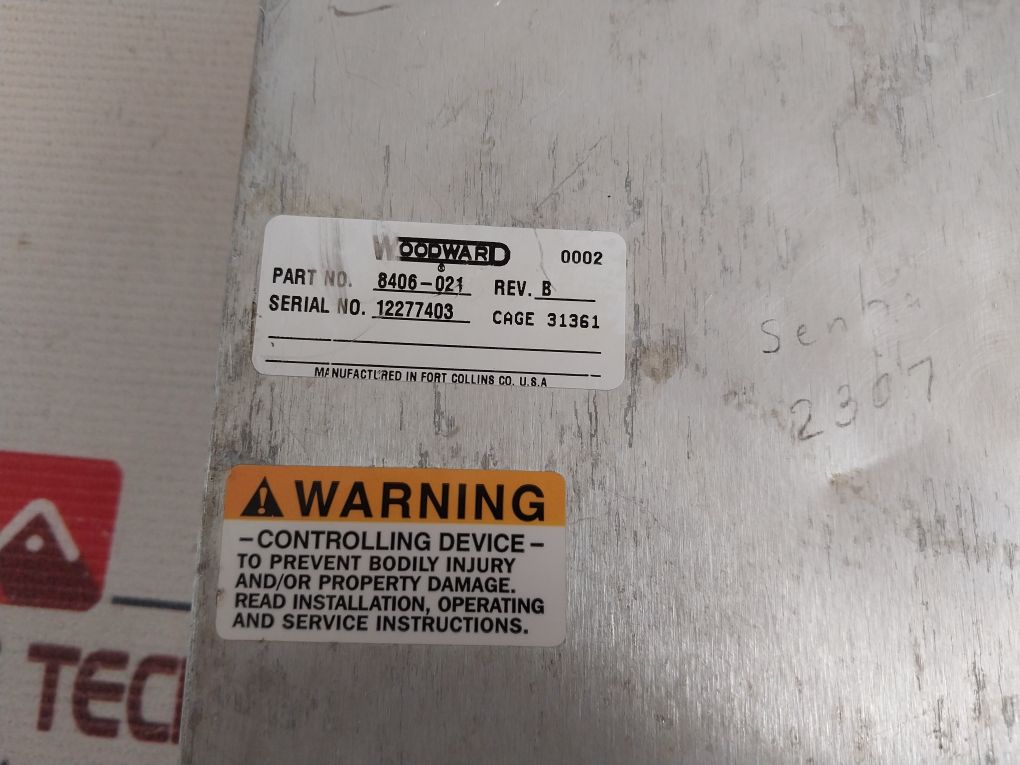 WOODWARD 0002
®
PART NO. 8406-021 REV. B
SERIAL NO. 12277403 CAGE 31361
MANUFACTURED IN FORT COLLINS CO. U.S.A
WARNING
-CONTROLLING DEVICE-
TO PREVENT BODILY INJURY
AND/OR PROPERTY DAMAGE.
READ INSTALLATION, OPERATING
AND SERVICE INSTRUCTIONS.
2307
TECH